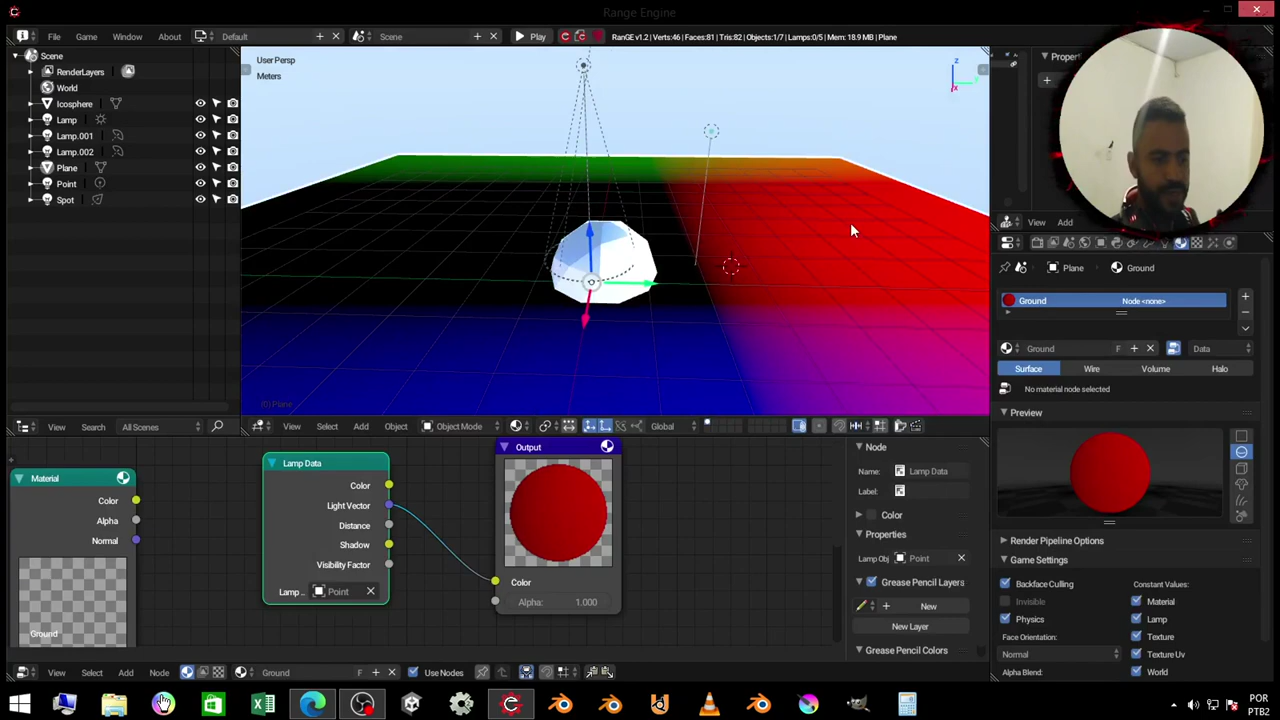 Range Engine
File Game Window Help Default Scene Play RanGE v1.2 | Verts:46 | Faces:81 | Tris:82 | Objects:1/7 | Lamps:0/5 | Mem: 18.9 MB | Plane
Scene
RenderLayers
World
Icosphere
Lamp
Lamp.001
Lamp.002
Plane
Point
Spot
View Search All Scenes
User Persp
Meters
z
(0) Plane
View Select Add Object Object Mode Global
Material
Color
Alpha
Normal
Ground
Lamp Data
Color
Light Vector
Distance
Shadow
Visibility Factor
Lamp .. Point
Output
Color
Alpha: 1.000
Node
Name: Lamp Data
Label:
Color
Properties
Lamp Obj Point
Grease Pencil Layers
New
New Layer
Grease Pencil Colors
View Select Add Node Ground F Use Nodes
View Add
Plane Ground
Ground Node <none>
Ground F Data
Surface Wire Volume Halo
No material node selected
Preview
Render Pipeline Options
Game Settings
Backface Culling
Invisible
Physics
Face Orientation:
Normal
Alpha Blend:
Constant Values:
Material
Lamp
Texture
Texture Uv
World
POR
PTB2